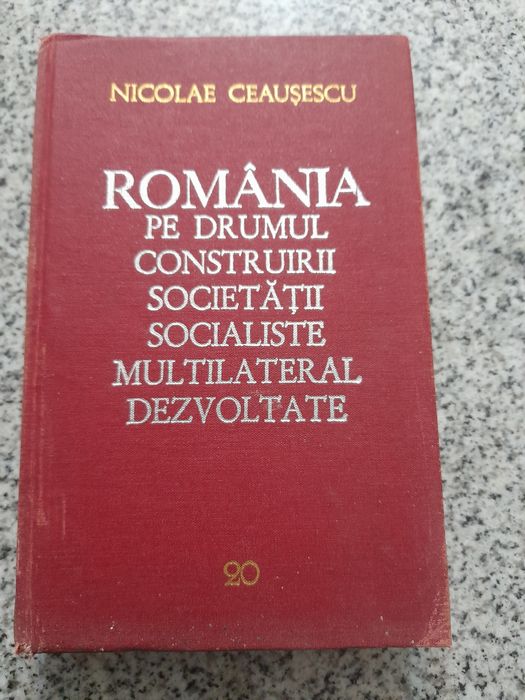 NICOLAE CEAUȘESCU
ROMÂNIA
PE DRUMUL
CONSTRUIRII
SOCIETĂȚII
SOCIALISTE
MULTILATERAL
DEZVOLTATE
20